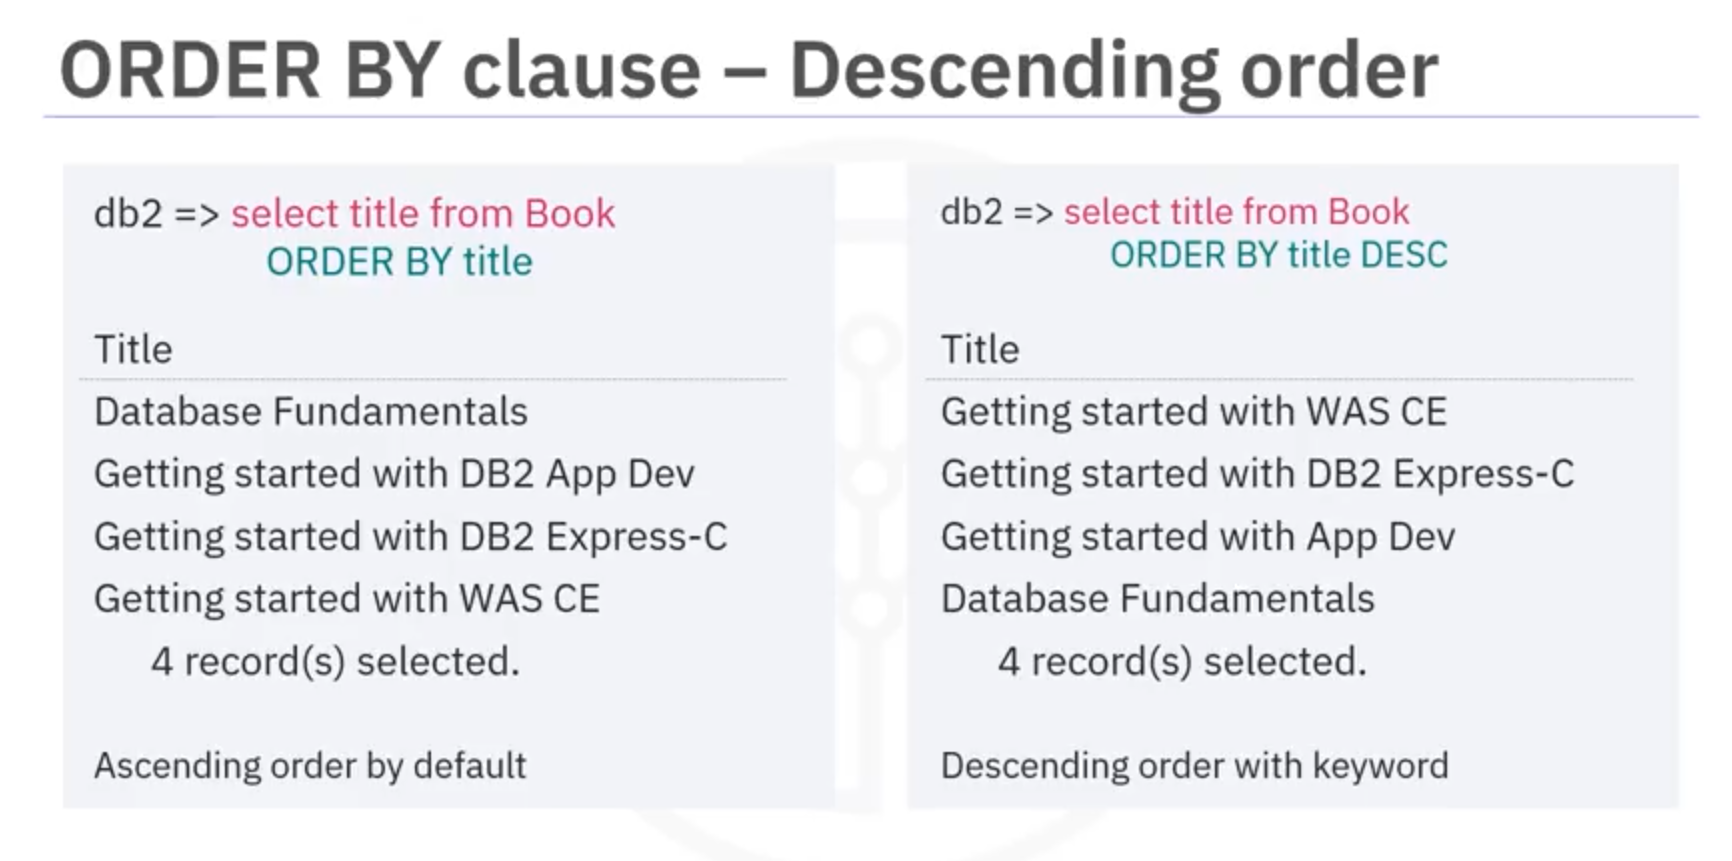 ORDER BY clause – Descending order
db2 => select title from Book
ORDER BY title
Title
Database Fundamentals
Getting started with DB2 App Dev
Getting started with DB2 Express-C
Getting started with WAS CE
4 record(s) selected.
Ascending order by default
db2 => select title from Book
ORDER BY title DESC
Title
Getting started with WAS CE
Getting started with DB2 Express-C
Getting started with App Dev
Database Fundamentals
4 record(s) selected.
Descending order with keyword